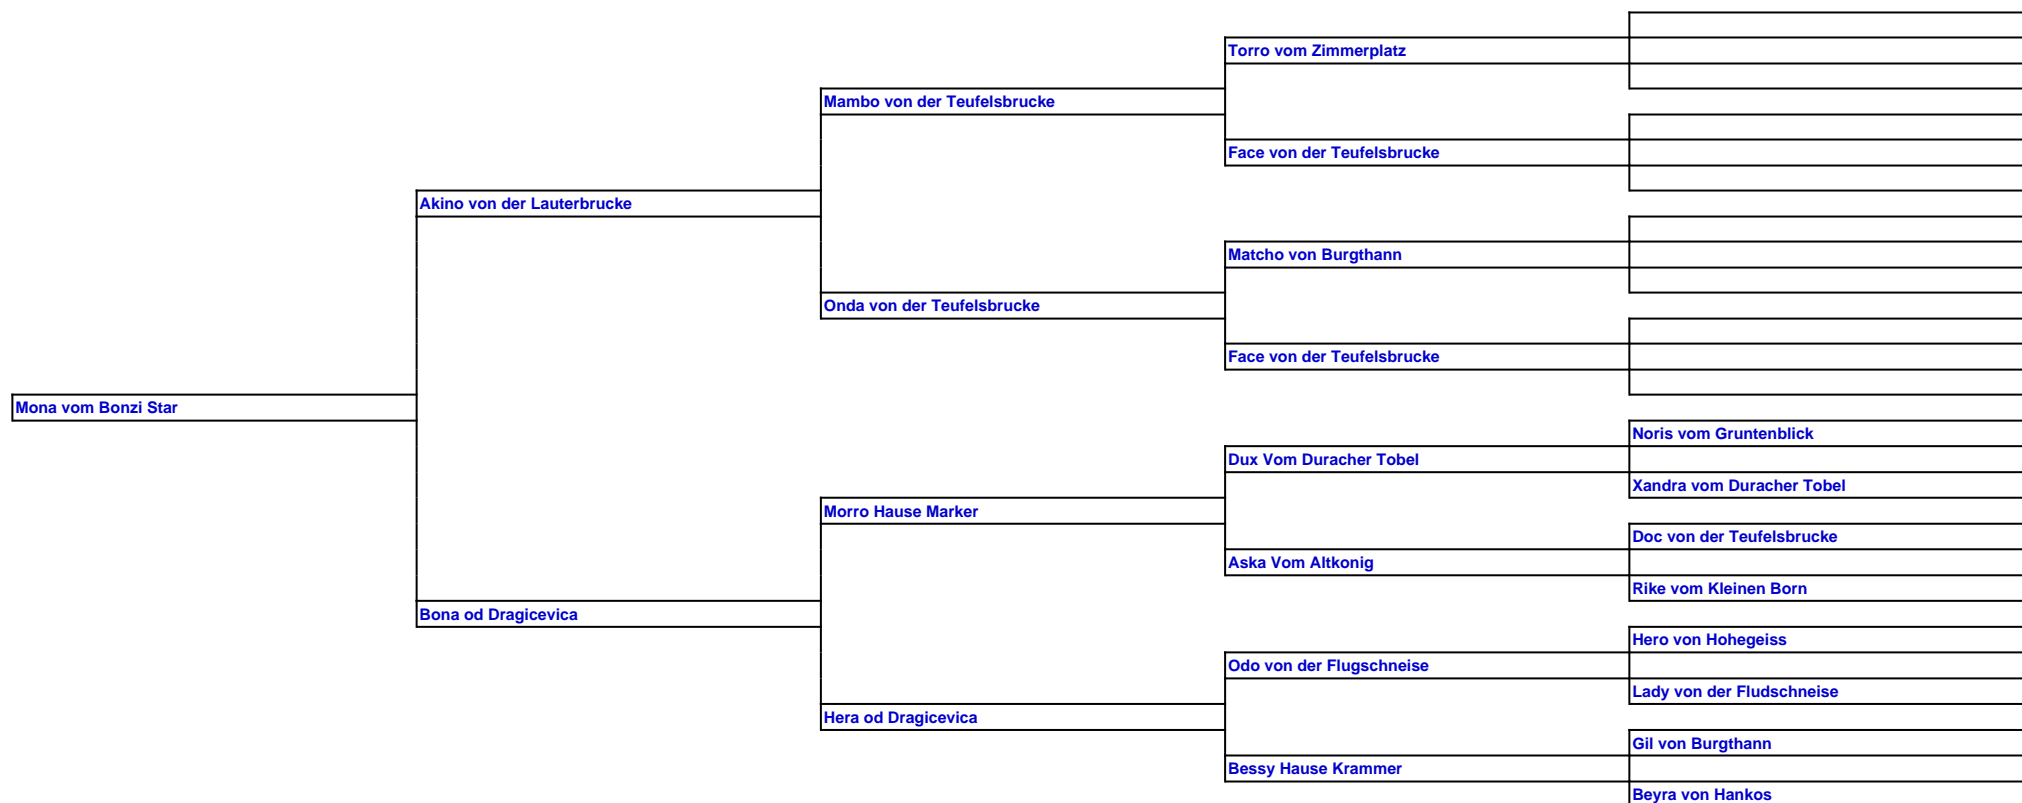 Torro vom Zimmerplatz
Mambo von der Teufelsbrucke
Face von der Teufelsbrucke
Akino von der Lauterbrucke
Matcho von Burgthann
Onda von der Teufelsbrucke
Face von der Teufelsbrucke
Mona vom Bonzi Star
Noris vom Gruntenblick
Dux Vom Duracher Tobel
Xandra vom Duracher Tobel
Morro Hause Marker
Doc von der Teufelsbrucke
Aska Vom Altkonig
Rike vom Kleinen Born
Bona od Dragicevica
Hero von Hohegeiss
Odo von der Flugschneise
Lady von der Fludschneise
Hera od Dragicevica
Gil von Burgthann
Bessy Hause Krammer
Beyra von Hankos